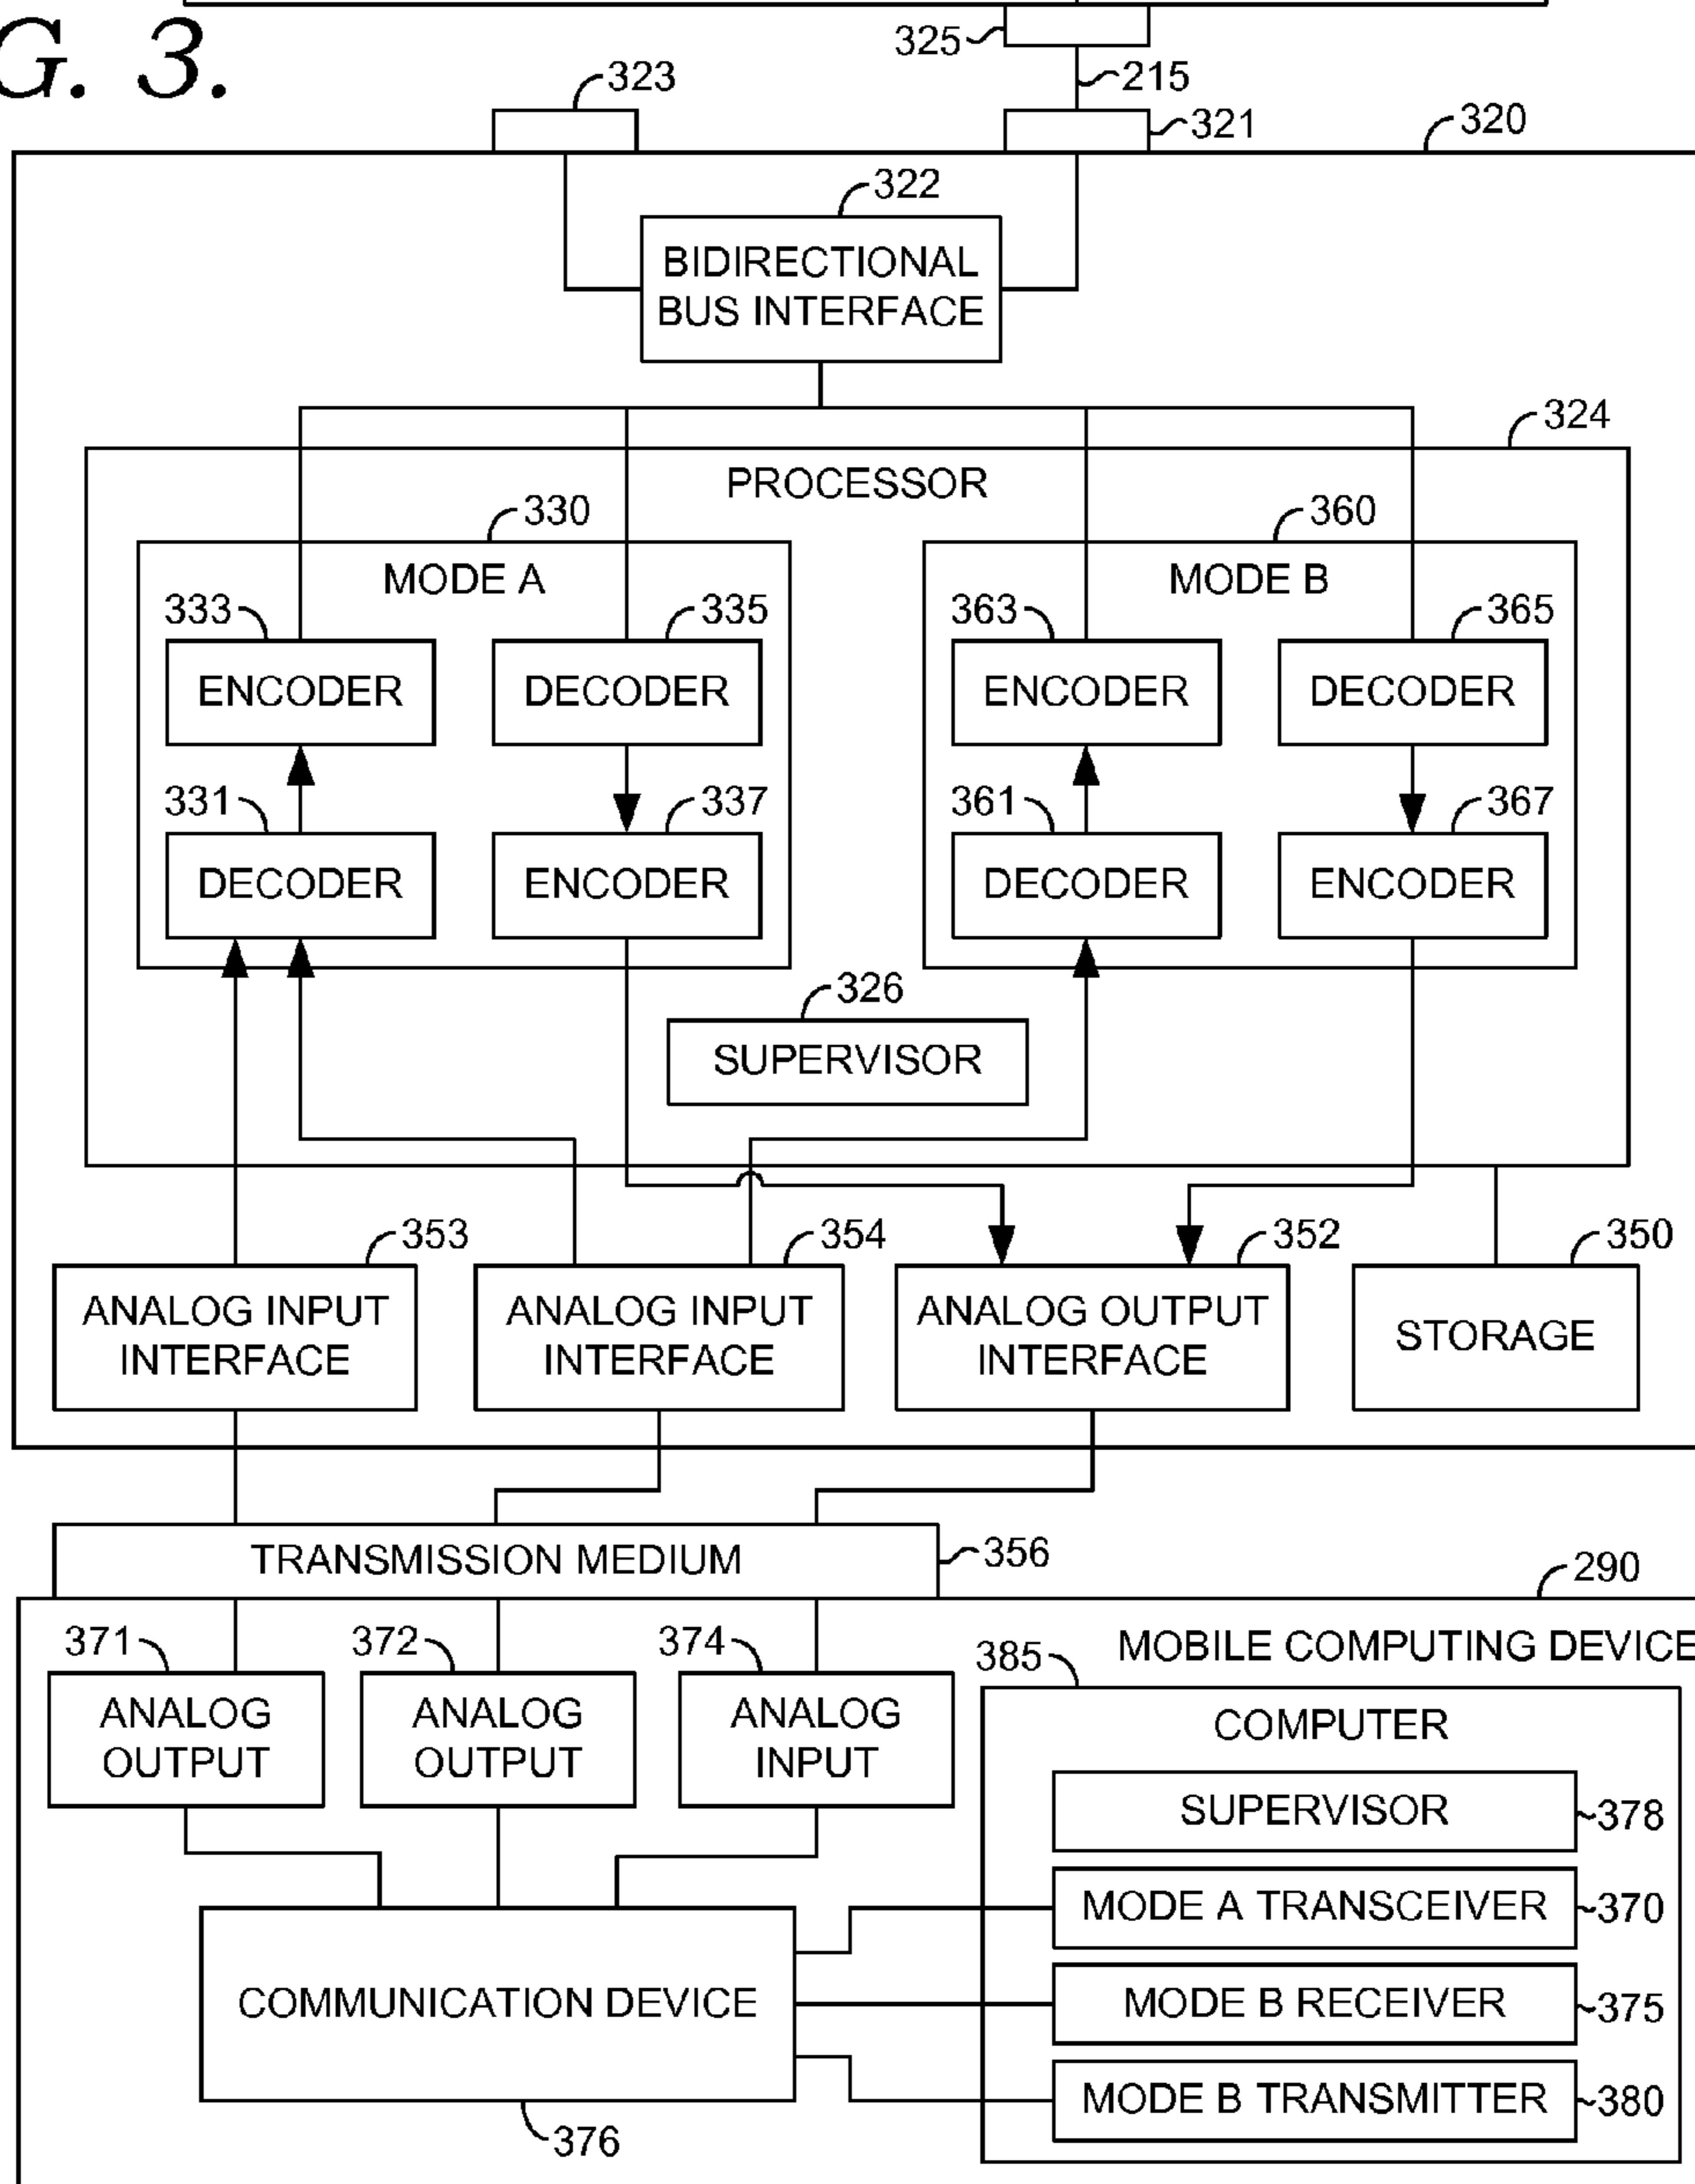 G. 3.
325
215
323
321
320
322
BIDIRECTIONAL
BUS INTERFACE
324
PROCESSOR
330
360
MODE A
MODE B
333
335
363
365
ENCODER
DECODER
ENCODER
DECODER
331
337
361
367
DECODER
ENCODER
DECODER
ENCODER
326
SUPERVISOR
353
354
352
350
ANALOG INPUT
INTERFACE
ANALOG INPUT
INTERFACE
ANALOG OUTPUT
INTERFACE
STORAGE
TRANSMISSION MEDIUM
356
290
MOBILE COMPUTING DEVICE
371
372
374
385
ANALOG
OUTPUT
ANALOG
OUTPUT
ANALOG
INPUT
COMPUTER
SUPERVISOR
378
MODE A TRANSCEIVER
370
COMMUNICATION DEVICE
MODE B RECEIVER
375
MODE B TRANSMITTER
380
376